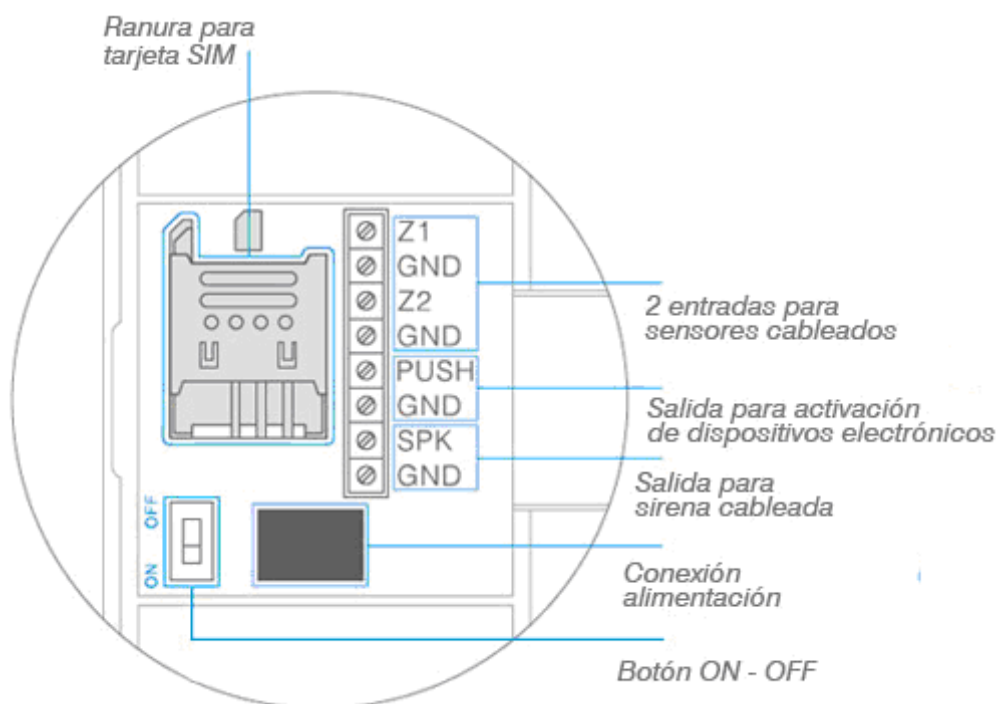 Ranura para
tarjeta SIM
Z1
GND
Z2
GND
PUSH
GND
SPK
GND
2 entradas para
sensores cableados
Salida para activación
de dispositivos electrónicos
Salida para
sirena cableada
OFF
ON
Conexión
alimentación
Botón ON - OFF